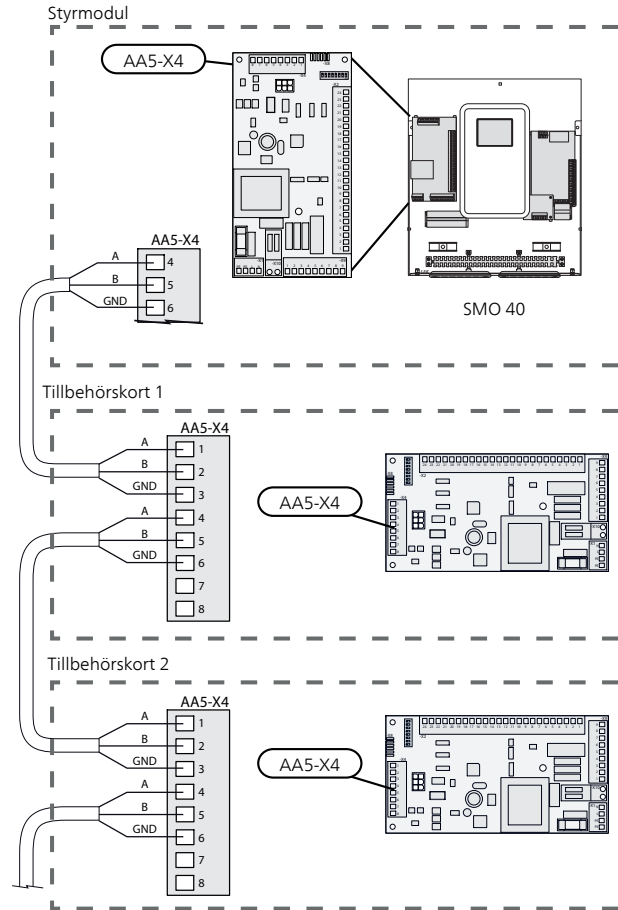 Styrmodul
AA5-X4
AA5-X4
A 4
B 5
GND 6
SMO 40
Tillbehörskort 1
AA5-X4
A 1
B 2
GND 3
A 4
B 5
GND 6
7
8
AA5-X4
Tillbehörskort 2
AA5-X4
A 1
B 2
GND 3
A 4
B 5
GND 6
7
8
AA5-X4